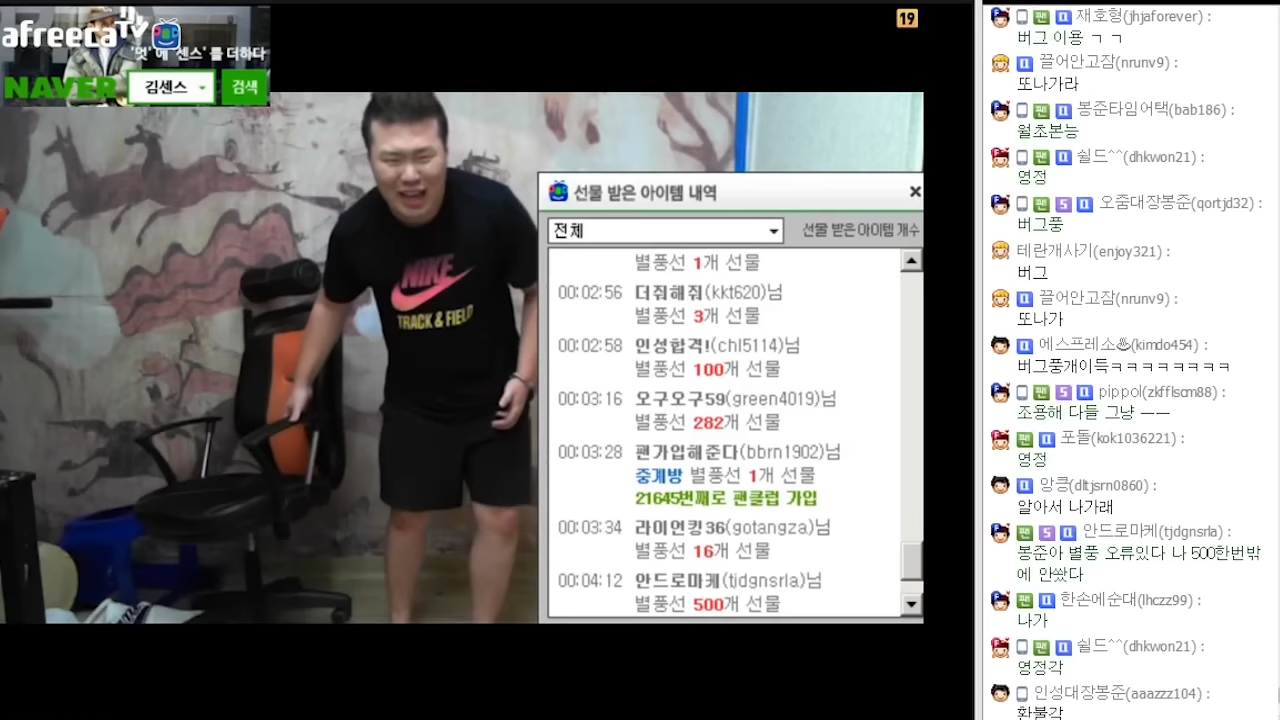 afreecaTV
'멋'에 '센스'를 더하다
NAVER 김센스 검색
19
NIKE
TRACK & FIELD
선물 받은 아이템 내역
전체 선물 받은 아이템 개수
별풍선 1개 선물
00:02:56 더줘해줘(kkt620)님
별풍선 3개 선물
00:02:58 인성합격!(chl5114)님
별풍선 100개 선물
00:03:16 오구오구59(green4019)님
별풍선 282개 선물
00:03:28 팬가입해준다(bbrn1902)님
중계방 별풍선 1개 선물
21645번째로 팬클럽 가입
00:03:34 라이언킹36(gotangza)님
별풍선 16개 선물
00:04:12 안드로마케(tjdgnsrla)님
별풍선 500개 선물
팬 재호형(jhjaforever) :
버그 이용 ㄱ ㄱ
끌어안고잠(nrunv9) :
또나가라
팬 봉준타임어택(bab186) :
월초본능
팬 쉴드^^(dhkwon21) :
영정
팬 S 오줌대장봉준(qortjd32) :
버그풍
테란개사기(enjoy321) :
버그
끌어안고잠(nrunv9) :
또나가
에스프레소♨(kimdo454) :
버그풍개이득ㅋㅋㅋㅋㅋㅋㅋㅋ
팬 S pippol(zkfflscm88) :
조용해 다들 그냥 ㅡㅡ
팬 포돌(kok1036221) :
영정
앙큼(dltjsrn0860) :
알아서 나가래
팬 S 안드로마케(tjdgnsrla) :
봉준아 별풍 오류있다 나 500한번밖
에 안쐈다
팬 한손에순대(lhczz99) :
나가
팬 쉴드^^(dhkwon21) :
영정각
인성대장봉준(aaazzz104) :
화불각